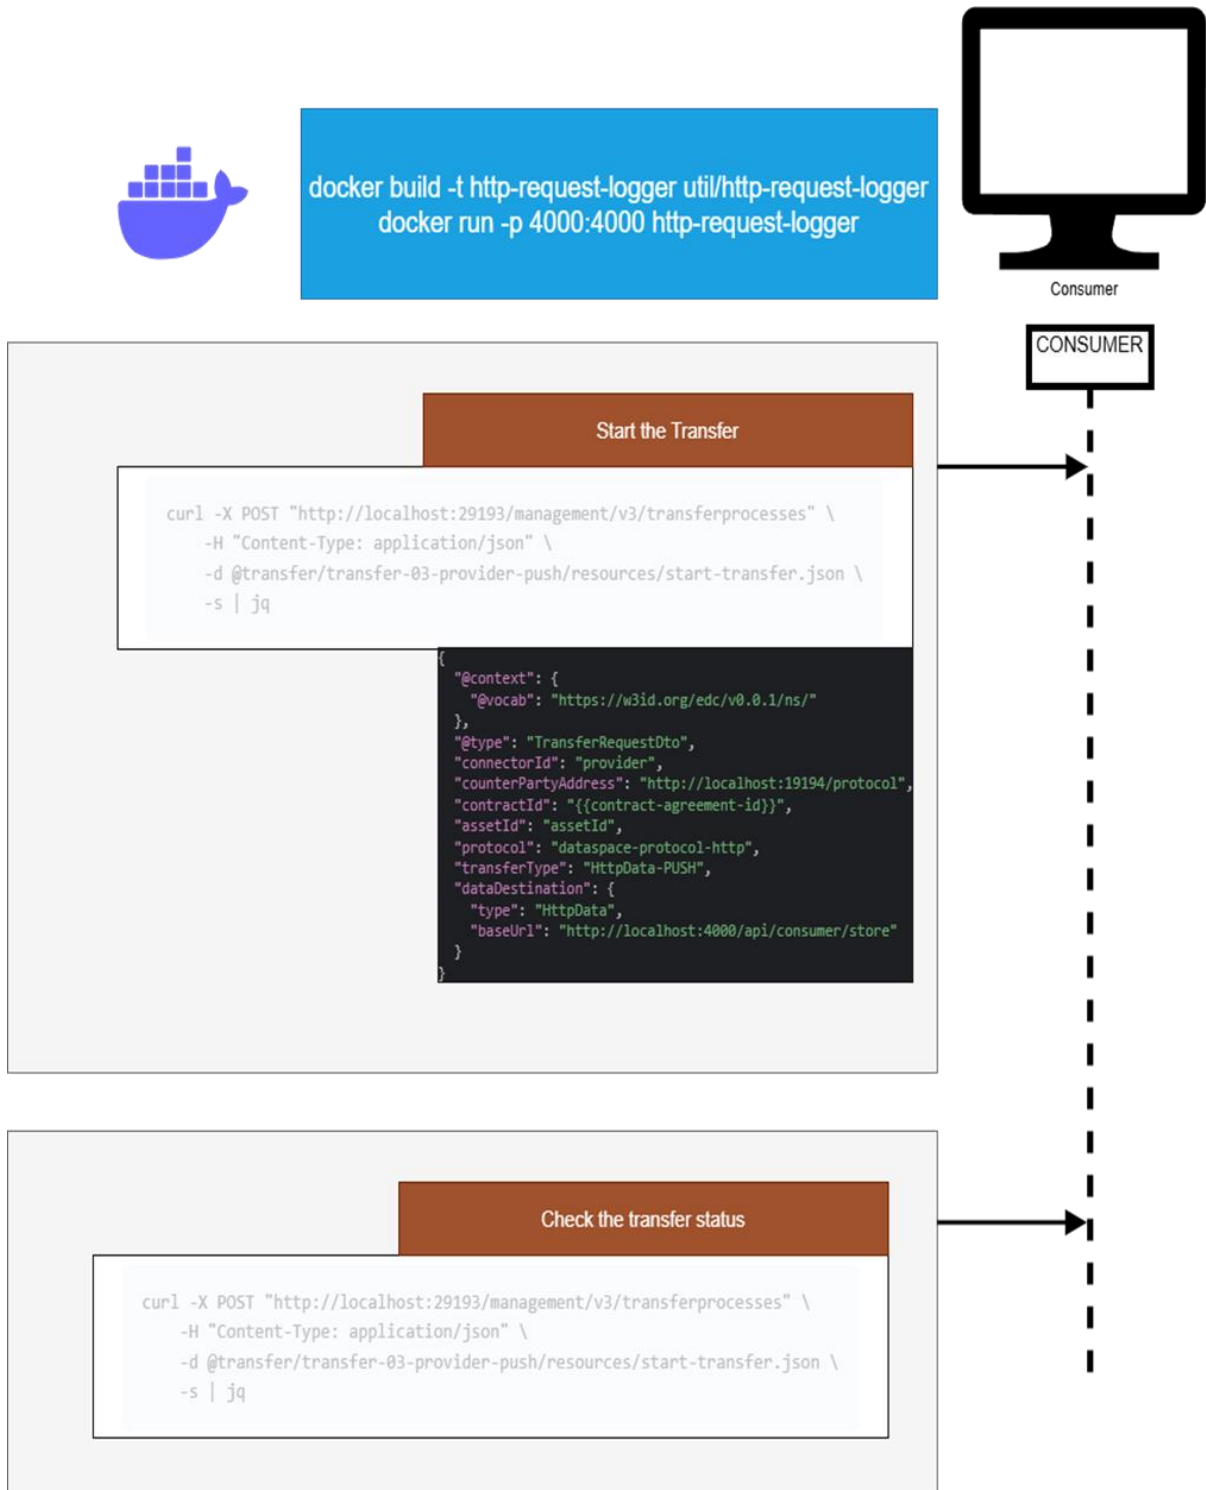 docker build -t http-request-logger util/http-request-logger
docker run -p 4000:4000 http-request-logger
Consumer
CONSUMER
Start the Transfer
curl -X POST "http://localhost:29193/management/v3/transferprocesses" \
-H "Content-Type: application/json" \
-d @transfer/transfer-03-provider-push/resources/start-transfer.json \
-s | jq
{
"@context": {
"@vocab": "https://w3id.org/edc/v0.0.1/ns/"
},
"@type": "TransferRequestDto",
"connectorId": "provider",
"counterPartyAddress": "http://localhost:19194/protocol",
"contractId": "{{contract-agreement-id}}",
"assetId": "assetId",
"protocol": "dataspace-protocol-http",
"transferType": "HttpData-PUSH",
"dataDestination": {
"type": "HttpData",
"baseUrl": "http://localhost:4000/api/consumer/store"
}
}
Check the transfer status
curl -X POST "http://localhost:29193/management/v3/transferprocesses" \
-H "Content-Type: application/json" \
-d @transfer/transfer-03-provider-push/resources/start-transfer.json \
-s | jq